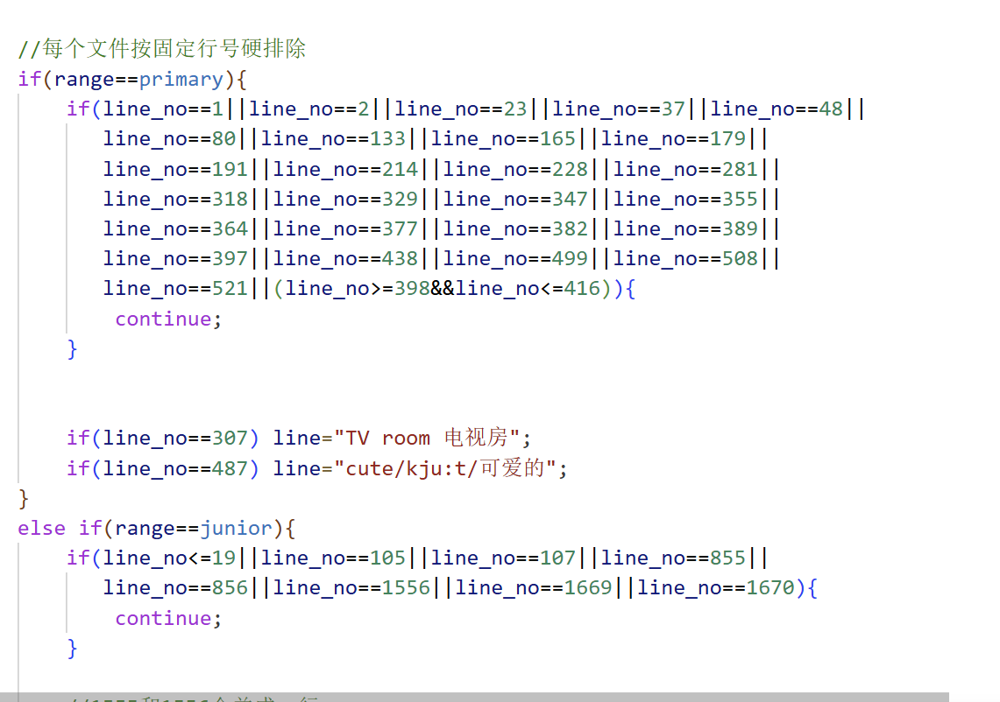 //每个文件按固定行号硬排除
if(range==primary){
if(line_no==1||line_no==2||line_no==23||line_no==37||line_no==48||
line_no==80||line_no==133||line_no==165||line_no==179||
line_no==191||line_no==214||line_no==228||line_no==281||
line_no==318||line_no==329||line_no==347||line_no==355||
line_no==364||line_no==377||line_no==382||line_no==389||
line_no==397||line_no==438||line_no==499||line_no==508||
line_no==521||(line_no>=398&&line_no<=416)){
continue;
}
if(line_no==307) line="TV room 电视房";
if(line_no==487) line="cute/kju:t/可爱的";
}
else if(range==junior){
if(line_no<=19||line_no==105||line_no==107||line_no==855||
line_no==856||line_no==1556||line_no==1669||line_no==1670){
continue;
}